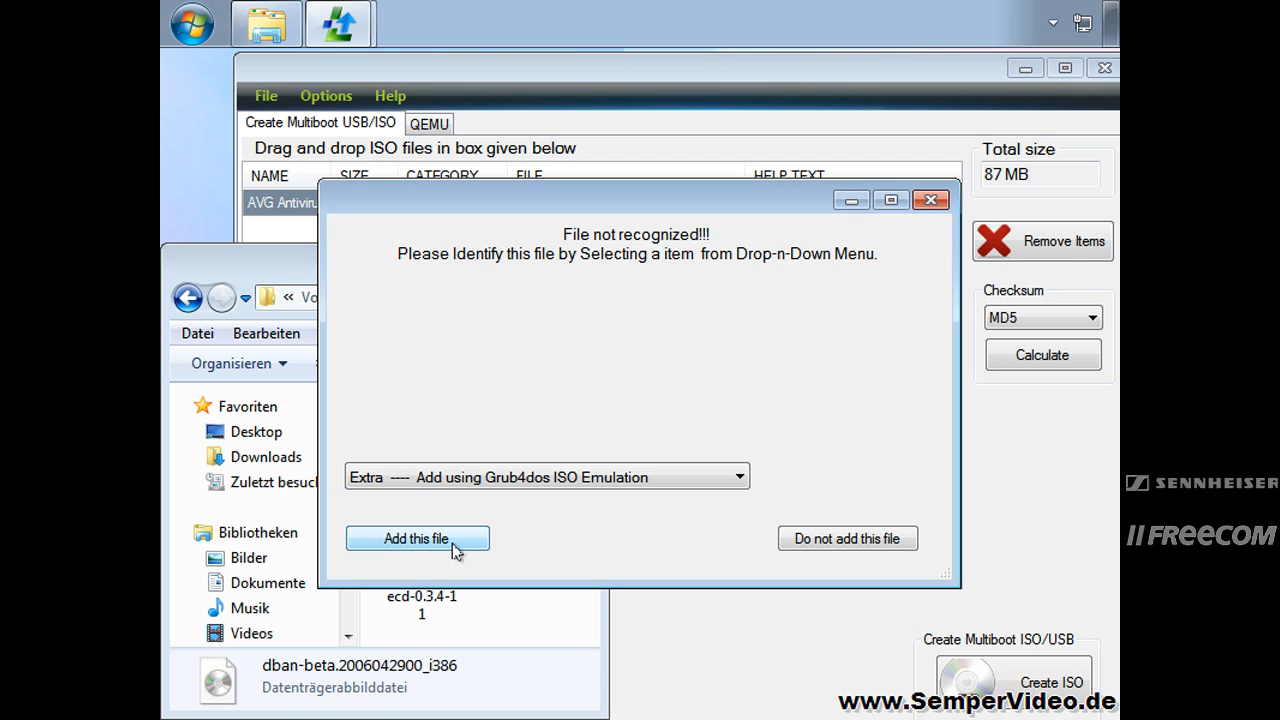 File Options Help
Create Multiboot USB/ISO QEMU
Drag and drop ISO files in box given below
NAME SIZE CATEGORY FILE HELP TEXT
AVG Antivir
Total size
87 MB
Remove Items
Checksum
MD5
Calculate
File not recognized!!!
Please Identify this file by Selecting a item from Drop-n-Down Menu.
Extra ---- Add using Grub4dos ISO Emulation
Add this file
Do not add this file
« Vo
Datei Bearbeiten
Organisieren
Favoriten
Desktop
Downloads
Zuletzt besuc
Bibliotheken
Bilder
Dokumente
Musik
Videos
ecd-0.3.4-1
1
dban-beta.2006042900_i386
Datenträgerabbilddatei
Create Multiboot ISO/USB
Create ISO
SENNHEISER
FREECOM
www.SemperVideo.de